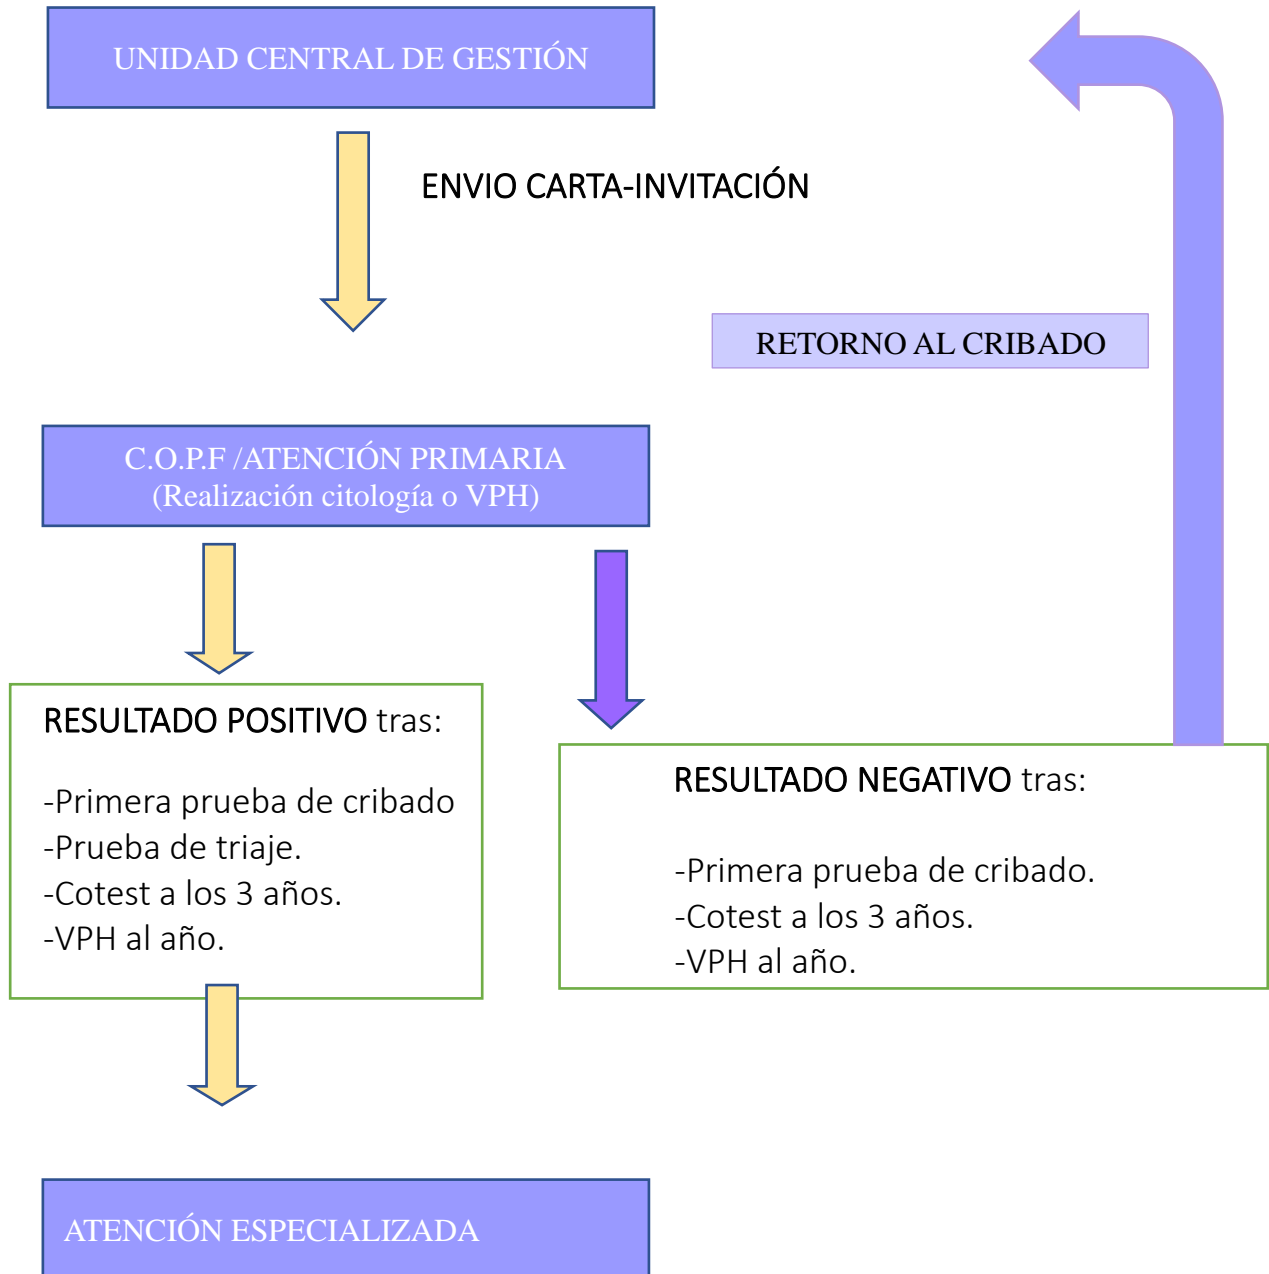 UNIDAD CENTRAL DE GESTIÓN
ENVIO CARTA-INVITACIÓN
RETORNO AL CRIBADO
C.O.P.F /ATENCIÓN PRIMARIA
(Realización citología o VPH)
RESULTADO POSITIVO tras:
-Primera prueba de cribado
-Prueba de triaje.
-Cotest a los 3 años.
-VPH al año.
RESULTADO NEGATIVO tras:
-Primera prueba de cribado.
-Cotest a los 3 años.
-VPH al año.
ATENCIÓN ESPECIALIZADA